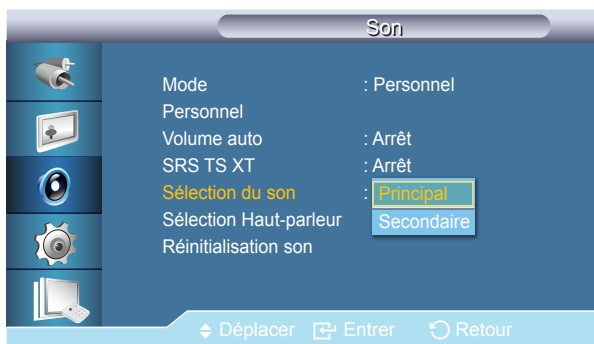 Son
Mode : Personnel
Personnel
Volume auto : Arrêt
SRS TS XT : Arrêt
Sélection du son : Principal
Secondaire
Sélection Haut-parleur
Réinitialisation son
Déplacer Entrer Retour